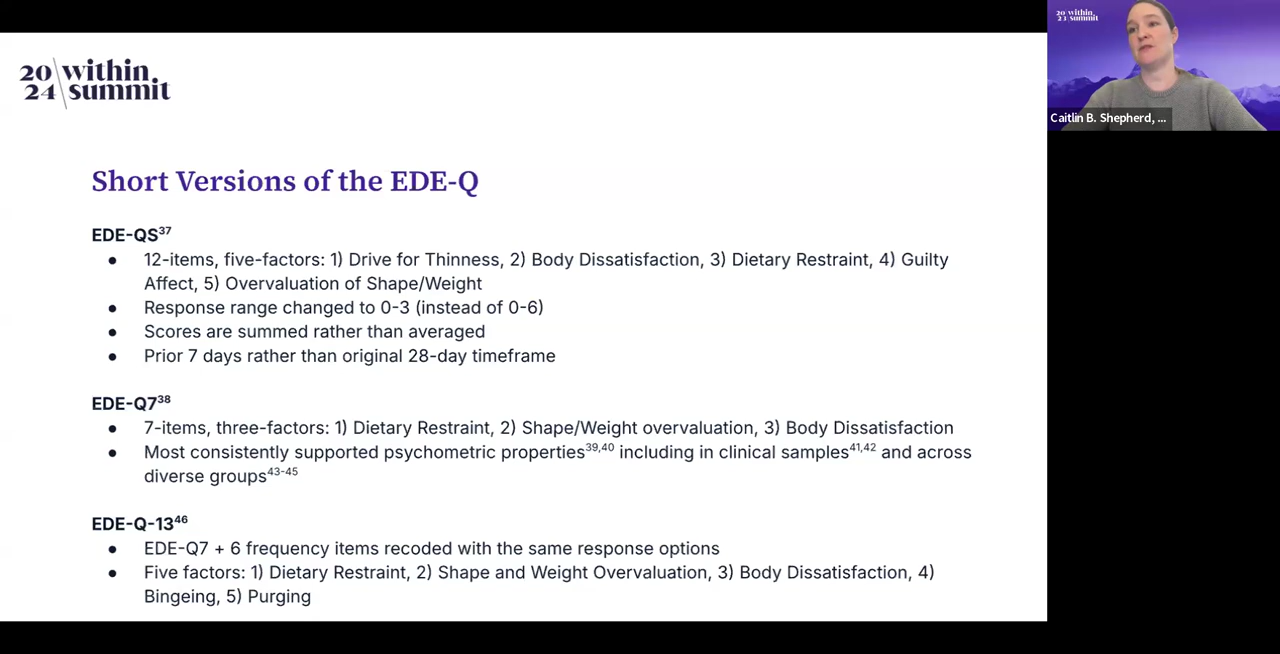 20 within
24 summit
20 within
24 summit
Caitlin B. Shepherd, ...
Short Versions of the EDE-Q
EDE-QS37
● 12-items, five-factors: 1) Drive for Thinness, 2) Body Dissatisfaction, 3) Dietary Restraint, 4) Guilty
Affect, 5) Overvaluation of Shape/Weight
● Response range changed to 0-3 (instead of 0-6)
● Scores are summed rather than averaged
● Prior 7 days rather than original 28-day timeframe
EDE-Q738
● 7-items, three-factors: 1) Dietary Restraint, 2) Shape/Weight overvaluation, 3) Body Dissatisfaction
● Most consistently supported psychometric properties39,40 including in clinical samples41,42 and across
diverse groups43-45
EDE-Q-1346
● EDE-Q7 + 6 frequency items recoded with the same response options
● Five factors: 1) Dietary Restraint, 2) Shape and Weight Overvaluation, 3) Body Dissatisfaction, 4)
Bingeing, 5) Purging